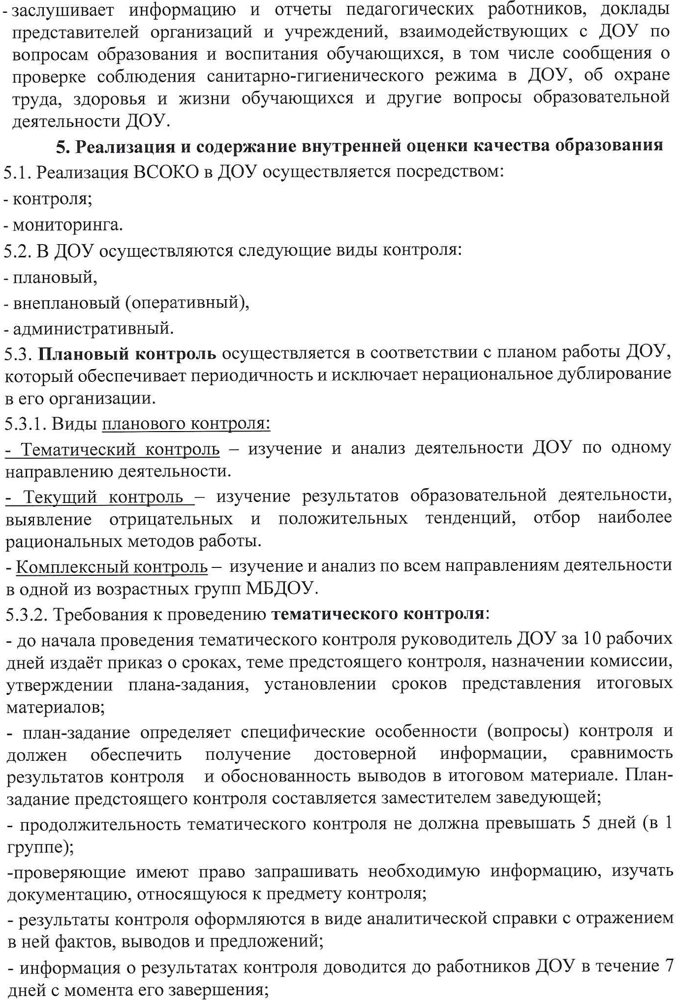 - заслушивает информацию и отчеты педагогических работников, доклады
представителей организаций и учреждений, взаимодействующих с ДОУ по
вопросам образования и воспитания обучающихся, в том числе сообщения о
проверке соблюдения санитарно-гигиенического режима в ДОУ, об охране
труда, здоровья и жизни обучающихся и другие вопросы образовательной
деятельности ДОУ.
5. Реализация и содержание внутренней оценки качества образования
5.1. Реализация ВСОКО в ДОУ осуществляется посредством:
- контроля;
- мониторинга.
5.2. В ДОУ осуществляются следующие виды контроля:
- плановый,
- внеплановый (оперативный),
- административный.
5.3. Плановый контроль осуществляется в соответствии с планом работы ДОУ,
который обеспечивает периодичность и исключает нерациональное дублирование
в его организации.
5.3.1. Виды планового контроля:
- Тематический контроль – изучение и анализ деятельности ДОУ по одному
направлению деятельности.
- Текущий контроль – изучение результатов образовательной деятельности,
выявление отрицательных и положительных тенденций, отбор наиболее
рациональных методов работы.
- Комплексный контроль – изучение и анализ по всем направлениям деятельности
в одной из возрастных групп МБДОУ.
5.3.2. Требования к проведению тематического контроля:
- до начала проведения тематического контроля руководитель ДОУ за 10 рабочих
дней издаёт приказ о сроках, теме предстоящего контроля, назначении комиссии,
утверждении плана-задания, установлении сроков представления итоговых
материалов;
- план-задание определяет специфические особенности (вопросы) контроля и
должен обеспечить получение достоверной информации, сравнимость
результатов контроля и обоснованность выводов в итоговом материале. План-
задание предстоящего контроля составляется заместителем заведующей;
- продолжительность тематического контроля не должна превышать 5 дней (в 1
группе);
-проверяющие имеют право запрашивать необходимую информацию, изучать
документацию, относящуюся к предмету контроля;
- результаты контроля оформляются в виде аналитической справки с отражением
в ней фактов, выводов и предложений;
- информация о результатах контроля доводится до работников ДОУ в течение 7
дней с момента его завершения;